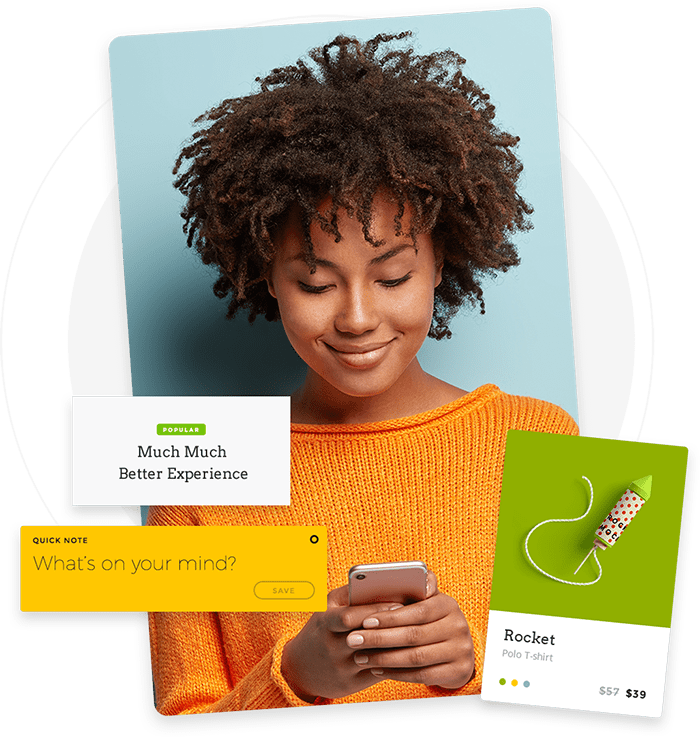 POPULAR
Much Much
Better Experience
QUICK NOTE
What's on your mind?
SAVE
Rocket
Polo T-shirt
$57 $39